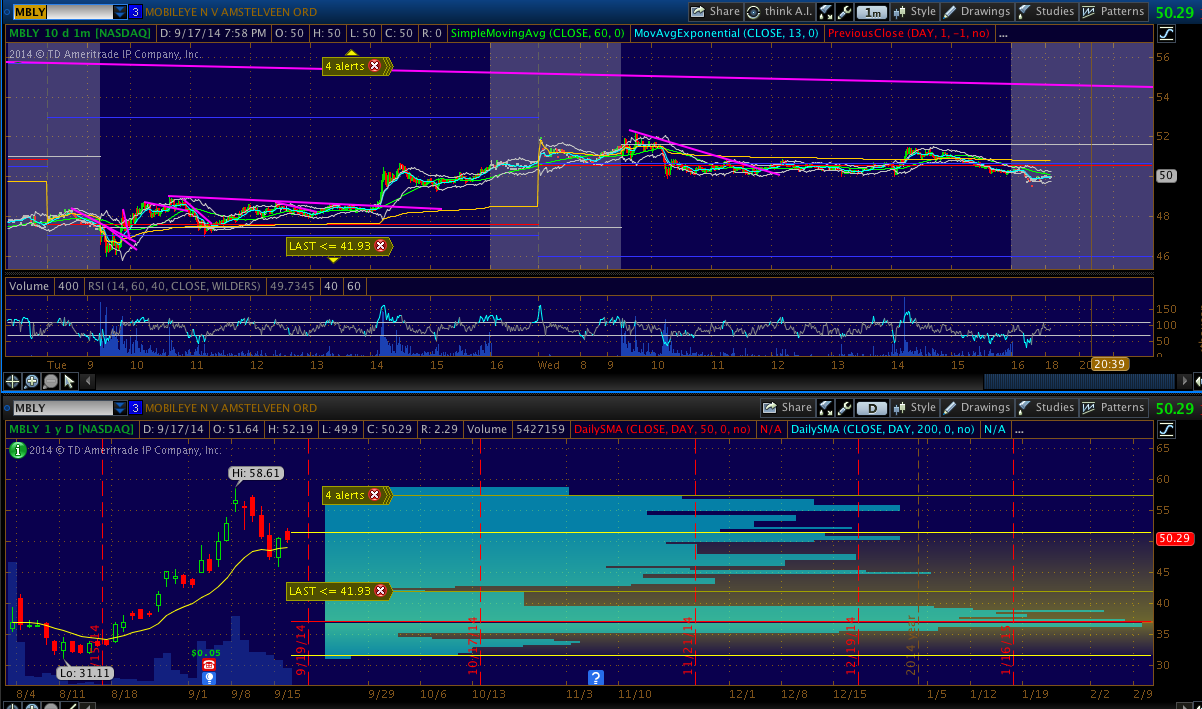 MBLY 3 MOBILEYE N V AMSTELVEEN ORD Share think A.I. 1m Style Drawings Studies Patterns 50.29
MBLY 10 d 1m [NASDAQ] D: 9/17/14 7:58 PM O: 50 H: 50 L: 50 C: 50 R: 0 SimpleMovingAvg (CLOSE, 60, 0) MovAvgExponential (CLOSE, 13, 0) PreviousClose (DAY, 1, -1, no) ...
2014 © TD Ameritrade IP Company, Inc.
56
4 alerts
54
52
50
48
LAST <= 41.93
46
Volume 400 RSI (14, 60, 40, CLOSE, WILDERS) 49.7345 40 60
150
100
50
0
Tue 9 10 11 12 13 14 15 16 Wed 8 9 10 11 12 13 14 15 16 18 20:39
MBLY 3 MOBILEYE N V AMSTELVEEN ORD Share D Style Drawings Studies Patterns 50.29
MBLY 1 y D [NASDAQ] D: 9/17/14 O: 51.64 H: 52.19 L: 49.9 C: 50.29 R: 2.29 Volume 5427159 DailySMA (CLOSE, DAY, 50, 0, no) N/A DailySMA (CLOSE, DAY, 200, 0, no) N/A ...
2014 © TD Ameritrade IP Company, Inc.
65
Hi: 58.61
60
4 alerts
55
50.29
45
LAST <= 41.93
40
35
$0.05
30
Lo: 31.11
9/19/14
10/17/14
11/21/14
12/19/14
2014 year
1/16/15
8/4 8/11 8/18 9/1 9/8 9/15 9/29 10/6 10/13 11/3 11/10 12/1 12/8 12/15 1/5 1/12 1/19 2/2 2/9